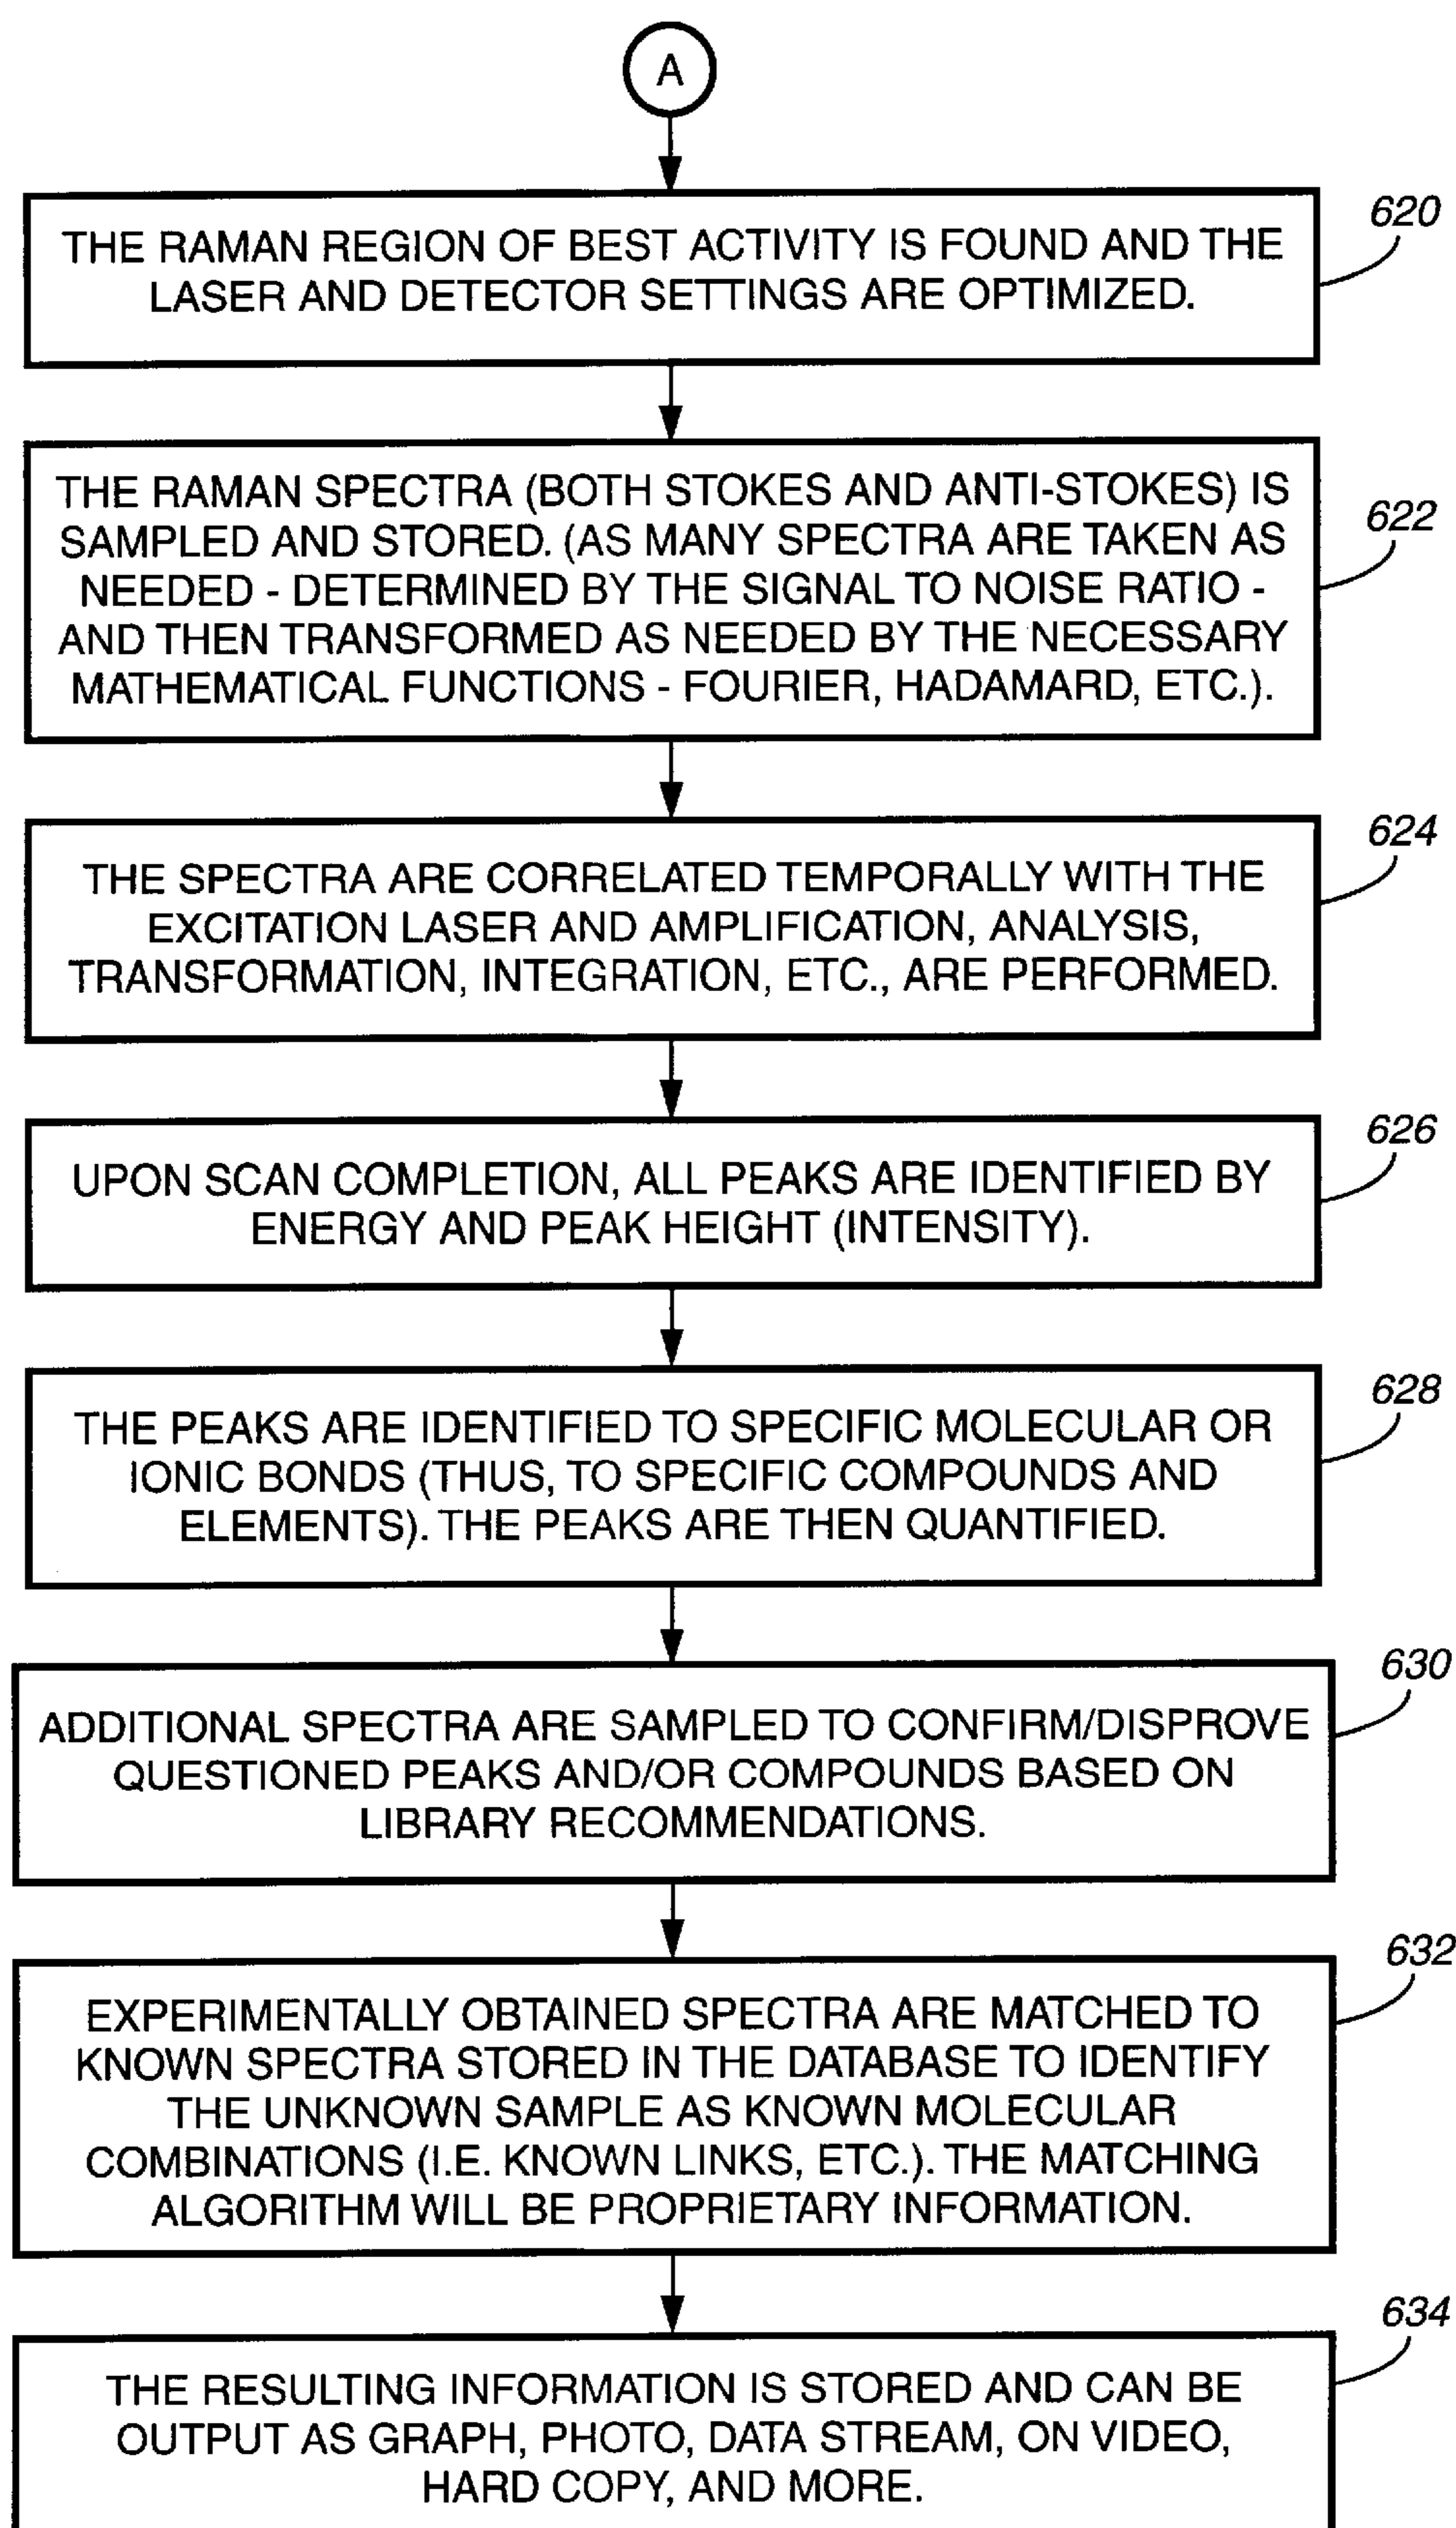 A
620
THE RAMAN REGION OF BEST ACTIVITY IS FOUND AND THE
LASER AND DETECTOR SETTINGS ARE OPTIMIZED.
622
THE RAMAN SPECTRA (BOTH STOKES AND ANTI-STOKES) IS
SAMPLED AND STORED. (AS MANY SPECTRA ARE TAKEN AS
NEEDED - DETERMINED BY THE SIGNAL TO NOISE RATIO -
AND THEN TRANSFORMED AS NEEDED BY THE NECESSARY
MATHEMATICAL FUNCTIONS - FOURIER, HADAMARD, ETC.).
624
THE SPECTRA ARE CORRELATED TEMPORALLY WITH THE
EXCITATION LASER AND AMPLIFICATION, ANALYSIS,
TRANSFORMATION, INTEGRATION, ETC., ARE PERFORMED.
626
UPON SCAN COMPLETION, ALL PEAKS ARE IDENTIFIED BY
ENERGY AND PEAK HEIGHT (INTENSITY).
628
THE PEAKS ARE IDENTIFIED TO SPECIFIC MOLECULAR OR
IONIC BONDS (THUS, TO SPECIFIC COMPOUNDS AND
ELEMENTS). THE PEAKS ARE THEN QUANTIFIED.
630
ADDITIONAL SPECTRA ARE SAMPLED TO CONFIRM/DISPROVE
QUESTIONED PEAKS AND/OR COMPOUNDS BASED ON
LIBRARY RECOMMENDATIONS.
632
EXPERIMENTALLY OBTAINED SPECTRA ARE MATCHED TO
KNOWN SPECTRA STORED IN THE DATABASE TO IDENTIFY
THE UNKNOWN SAMPLE AS KNOWN MOLECULAR
COMBINATIONS (I.E. KNOWN LINKS, ETC.). THE MATCHING
ALGORITHM WILL BE PROPRIETARY INFORMATION.
634
THE RESULTING INFORMATION IS STORED AND CAN BE
OUTPUT AS GRAPH, PHOTO, DATA STREAM, ON VIDEO,
HARD COPY, AND MORE.